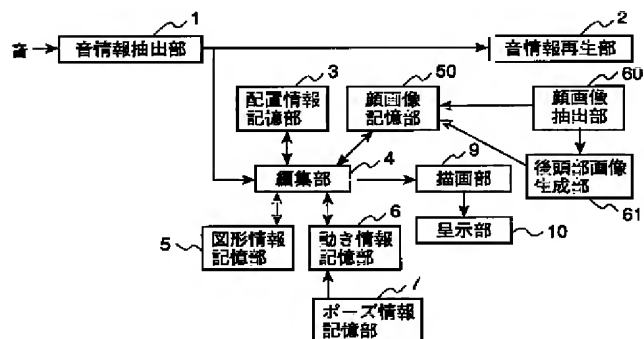 1
2
音
音情報抽出部
音情報再生部
3
50
60
配置情報
記憶部
顔画像
記憶部
顔画像
抽出部
4
9
編集部
描画部
後頭部画像
生成部
61
5
図形情報
記憶部
6
動き情報
記憶部
呈示部
10
7
ポーズ情報
記憶部